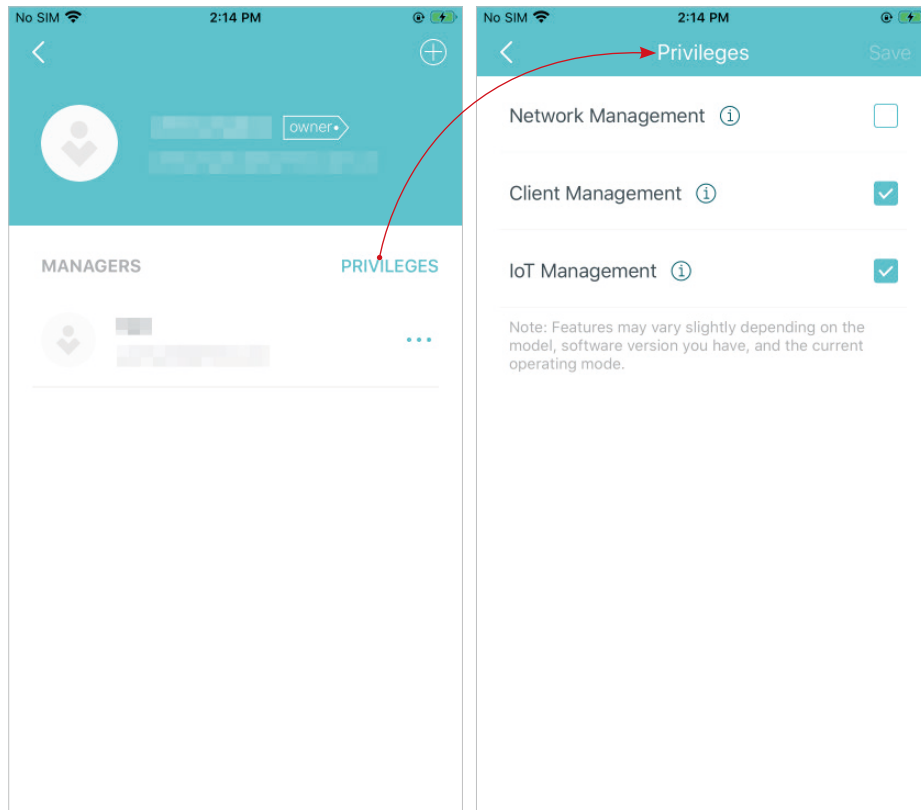 No SIM 2:14 PM
owner
MANAGERS PRIVILEGES
No SIM 2:14 PM
Privileges Save
Network Management
Client Management
IoT Management
Note: Features may vary slightly depending on the
model, software version you have, and the current
operating mode.